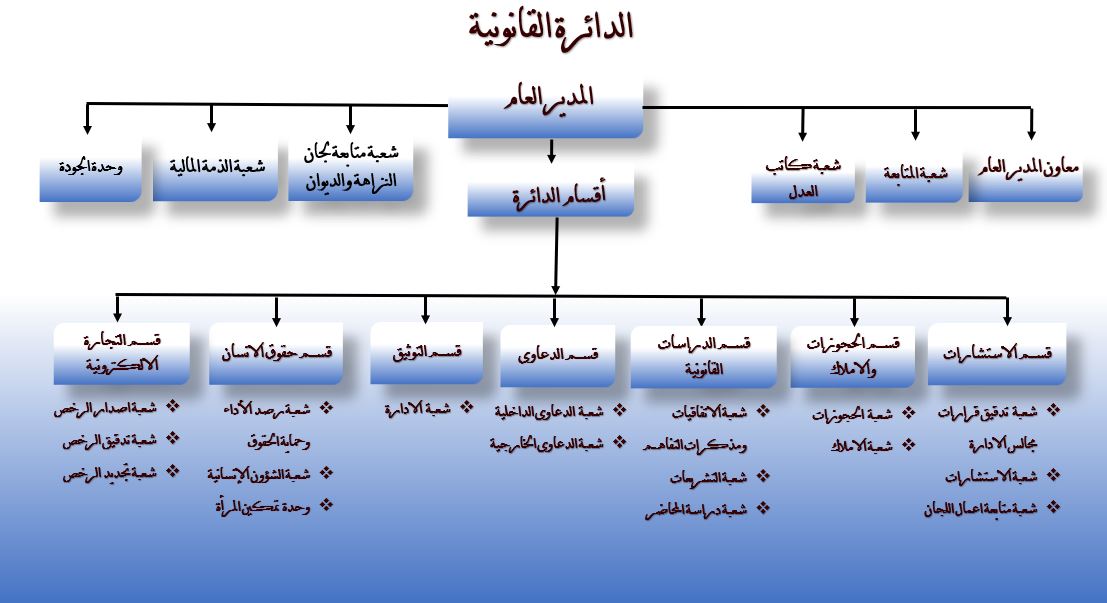 الدائرة القانونية
المدير العام
معاون المدير العام
شعبة المتابعة
شعبة كاتب
العدل
شعبة متابعة لجان
النزاهة والديوان
شعبة الذمة المالية
وحدة الجودة
أقسام الدائرة
قسم الاستشارات
شعبة تدقيق قرارات
مجالس الادارة
شعبة الاستشارات
شعبة متابعة اعمال اللجان
قسم الحجوزات
والاملاك
شعبة الحجوزات
شعبة الاملاك
قسم الدراسات
القانونية
شعبة الاتفاقيات
ومذكرات التفاهم
شعبة التشريعات
شعبة دراسة المحاضر
قسم الدعاوى
شعبة الدعاوى الداخلية
شعبة الدعاوى الخارجية
قسم التوثيق
شعبة الادارة
قسم حقوق الانسان
شعبة رصد الأداء
وحماية الحقوق
شعبة الشؤون الإنسانية
وحدة تمكين المرأة
قسم التجارة
الالكترونية
شعبة اصدار الرخص
شعبة تدقيق الرخص
شعبة تجديد الرخص